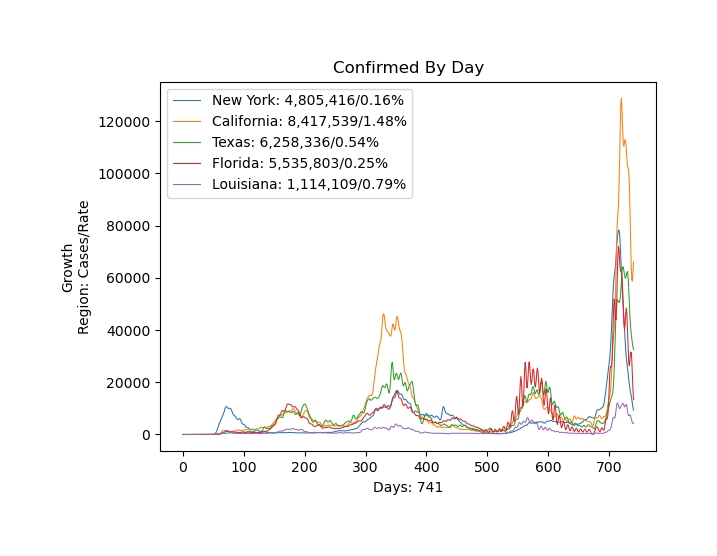 Confirmed By Day
New York: 4,805,416/0.16%
California: 8,417,539/1.48%
Texas: 6,258,336/0.54%
Florida: 5,535,803/0.25%
Louisiana: 1,114,109/0.79%
Growth
Region: Cases/Rate
120000
100000
80000
60000
40000
20000
0
0 100 200 300 400 500 600 700
Days: 741